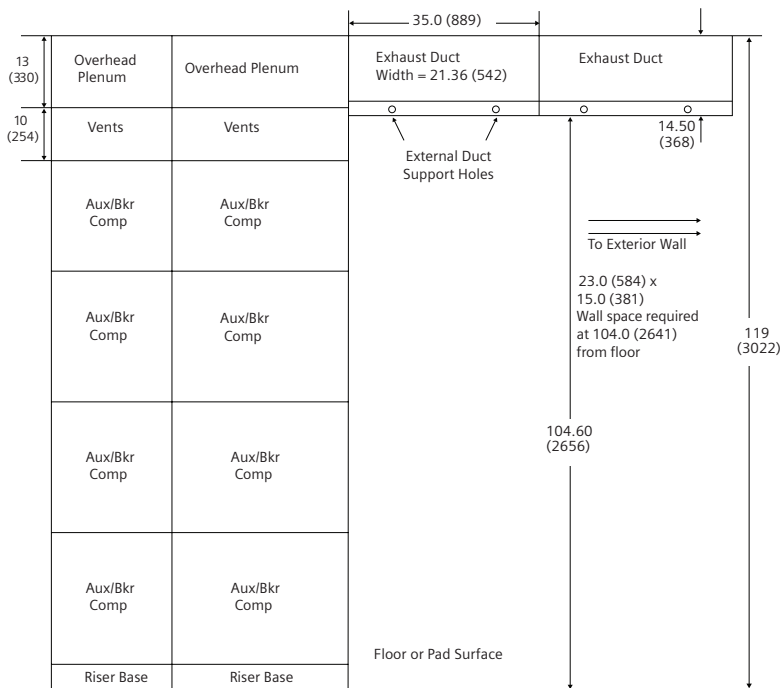 35.0 (889)
13
(330)
Overhead
Plenum
Overhead Plenum
Exhaust Duct
Width = 21.36 (542)
Exhaust Duct
10
(254)
Vents
Vents
14.50
(368)
External Duct
Support Holes
Aux/Bkr
Comp
Aux/Bkr
Comp
To Exterior Wall
23.0 (584) x
15.0 (381)
Wall space required
at 104.0 (2641)
from floor
119
(3022)
Aux/Bkr
Comp
Aux/Bkr
Comp
104.60
(2656)
Aux/Bkr
Comp
Aux/Bkr
Comp
Aux/Bkr
Comp
Aux/Bkr
Comp
Floor or Pad Surface
Riser Base
Riser Base